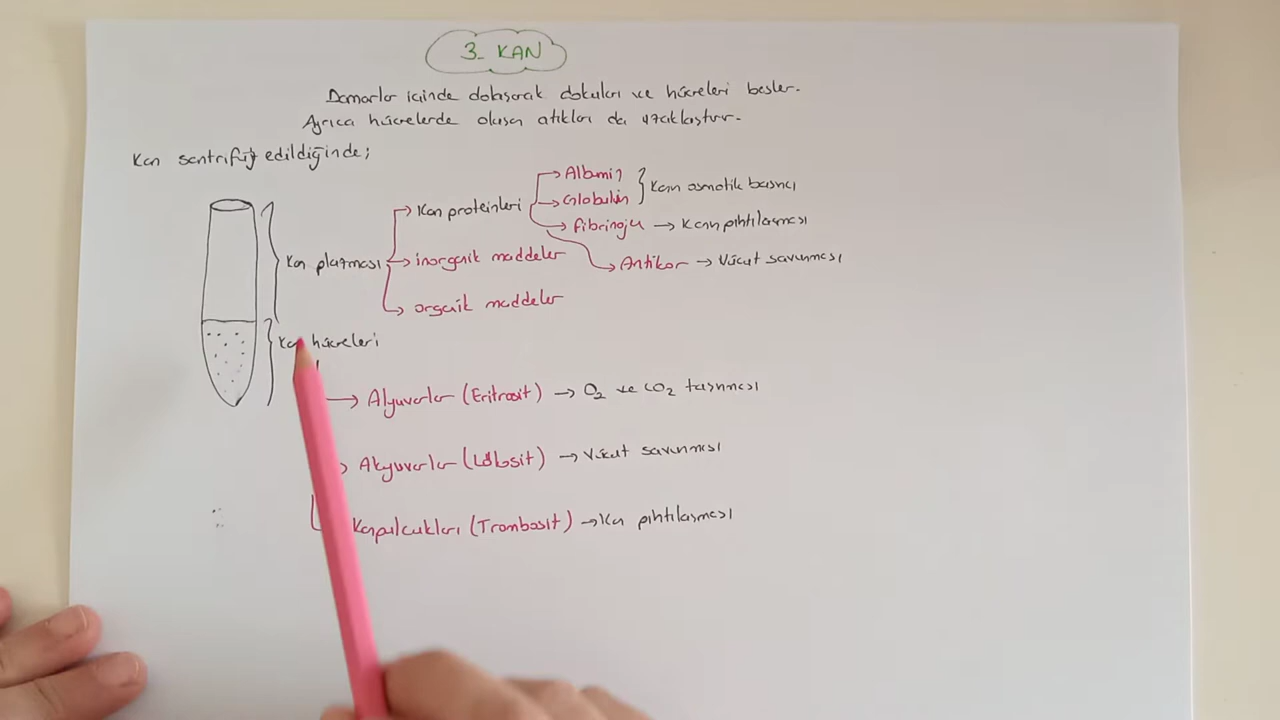 3- KAN
Damarlar içinde dolaşarak dokuları ve hücreleri besler.
Ayrıca hücrelerde oluşan atıkları da uzaklaştırır.
Kan santrifüj edildiğinde;
Kan plazması
→ Kan proteinleri
→ Albumin
→ Globulin
} Kan osmotik basıncı
→ fibrinojen → Kan pıhtılaşması
→ Antikor → Vücut savunması
→ inorganik maddeler
→ organik maddeler
Kan hücreleri
→ Alyuvarlar (Eritrosit) → O2 ve CO2 taşınması
→ Akyuvarlar (Lökosit) → Vücut savunması
Kan pulcukları (Trombosit) → Kan pıhtılaşması